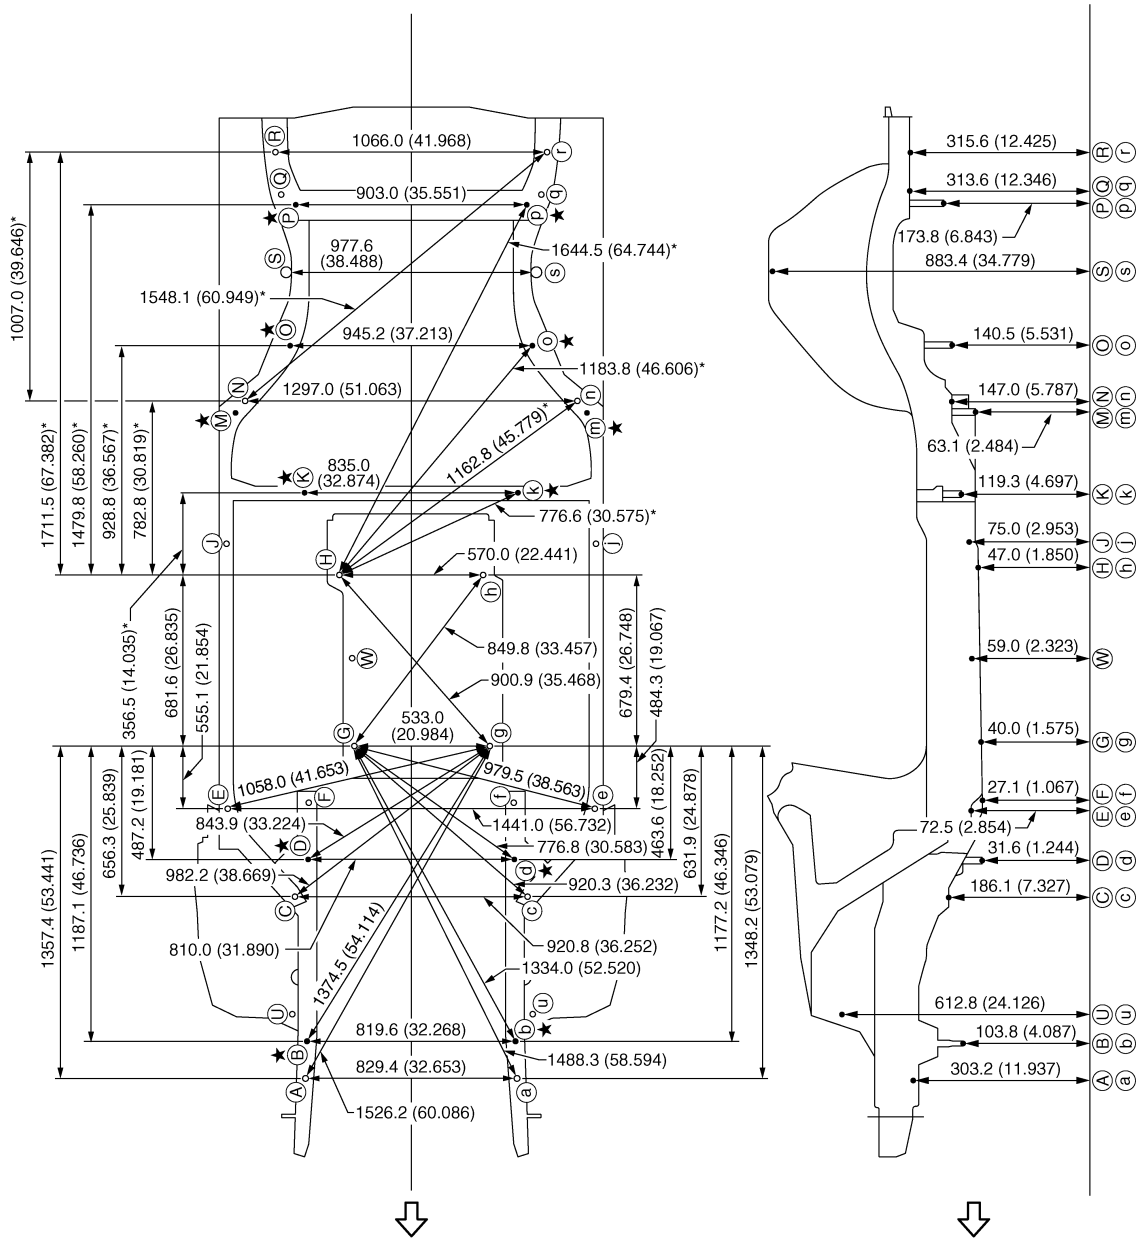 R
1066.0 (41.968)
r
Q
903.0 (35.551)
q
★
P
p
★
1007.0 (39.646)*
S
977.6
(38.488)
s
1644.5 (64.744)*
1548.1 (60.949)*
★
O
945.2 (37.213)
o
★
1183.8 (46.606)*
N
1297.0 (51.063)
n
★
M
m
★
1711.5 (67.382)*
1479.8 (58.260)*
928.8 (36.567)*
782.8 (30.819)*
1162.8 (45.779)*
★
K
835.0
(32.874)
k
★
776.6 (30.575)*
J
j
H
570.0 (22.441)
h
356.5 (14.035)*
681.6 (26.835)
555.1 (21.854)
849.8 (33.457)
679.4 (26.748)
484.3 (19.067)
W
900.9 (35.468)
G
533.0
(20.984)
g
1058.0 (41.653)
979.5 (38.563)
E
F
f
e
843.9 (33.224)
1441.0 (56.732)
★
D
776.8 (30.583)
d
★
487.2 (19.181)
656.3 (25.839)
463.6 (18.252)
631.9 (24.878)
982.2 (38.669)
920.3 (36.232)
C
c
1357.4 (53.441)
1187.1 (46.736)
1177.2 (46.346)
1348.2 (53.079)
810.0 (31.890)
1374.5 (54.114)
920.8 (36.252)
1334.0 (52.520)
U
u
819.6 (32.268)
★
B
b
★
1488.3 (58.594)
829.4 (32.653)
A
a
1526.2 (60.086)
315.6 (12.425)
R r
313.6 (12.346)
Q q
P p
173.8 (6.843)
883.4 (34.779)
S s
140.5 (5.531)
O o
147.0 (5.787)
N n
M m
63.1 (2.484)
119.3 (4.697)
K k
75.0 (2.953)
J j
47.0 (1.850)
H h
59.0 (2.323)
W
40.0 (1.575)
G g
27.1 (1.067)
F f
E e
72.5 (2.854)
31.6 (1.244)
D d
186.1 (7.327)
C c
612.8 (24.126)
U u
103.8 (4.087)
B b
303.2 (11.937)
A a